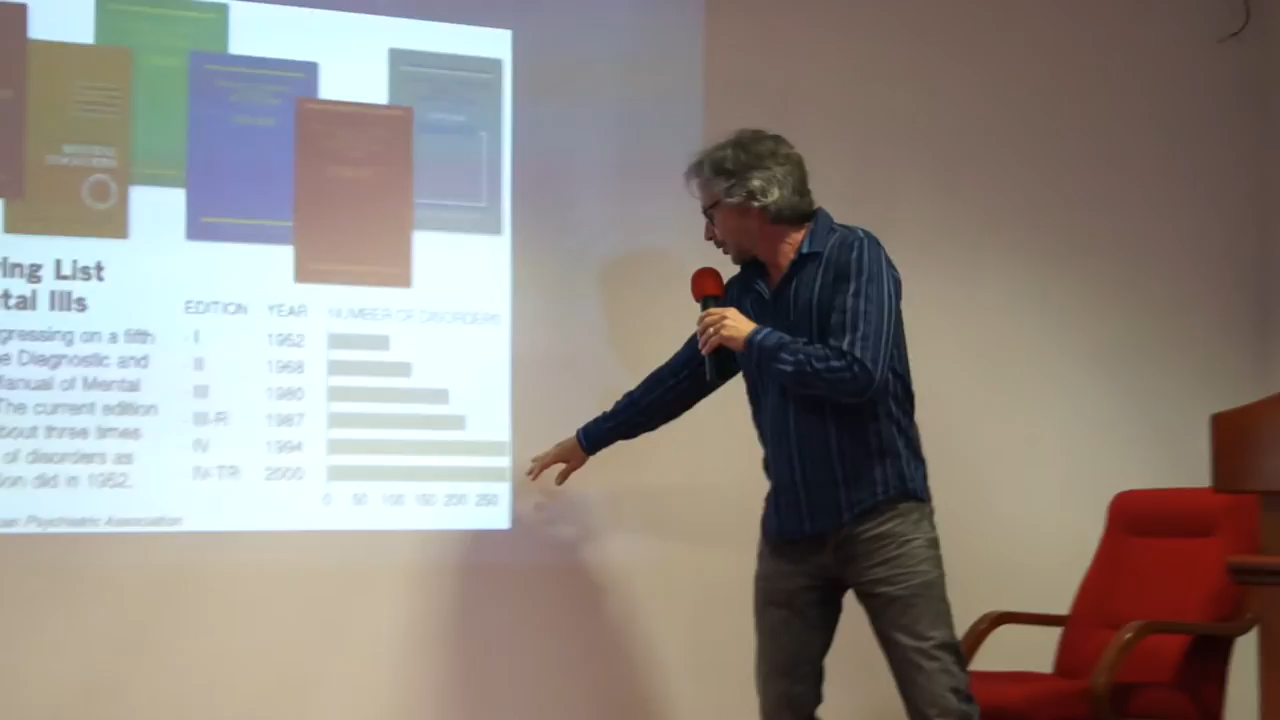 ing List
tal Ills
gressing on a fifth
e Diagnostic and
Manual of Mental
The current edition
bout three times
of disorders as
ion did in 1952.
an Psychiatric Association
EDITION YEAR NUMBER OF DISORDERS
I 1952
II 1968
III 1980
III-R 1987
IV 1994
IV-TR 2000
0 50 100 150 200 250